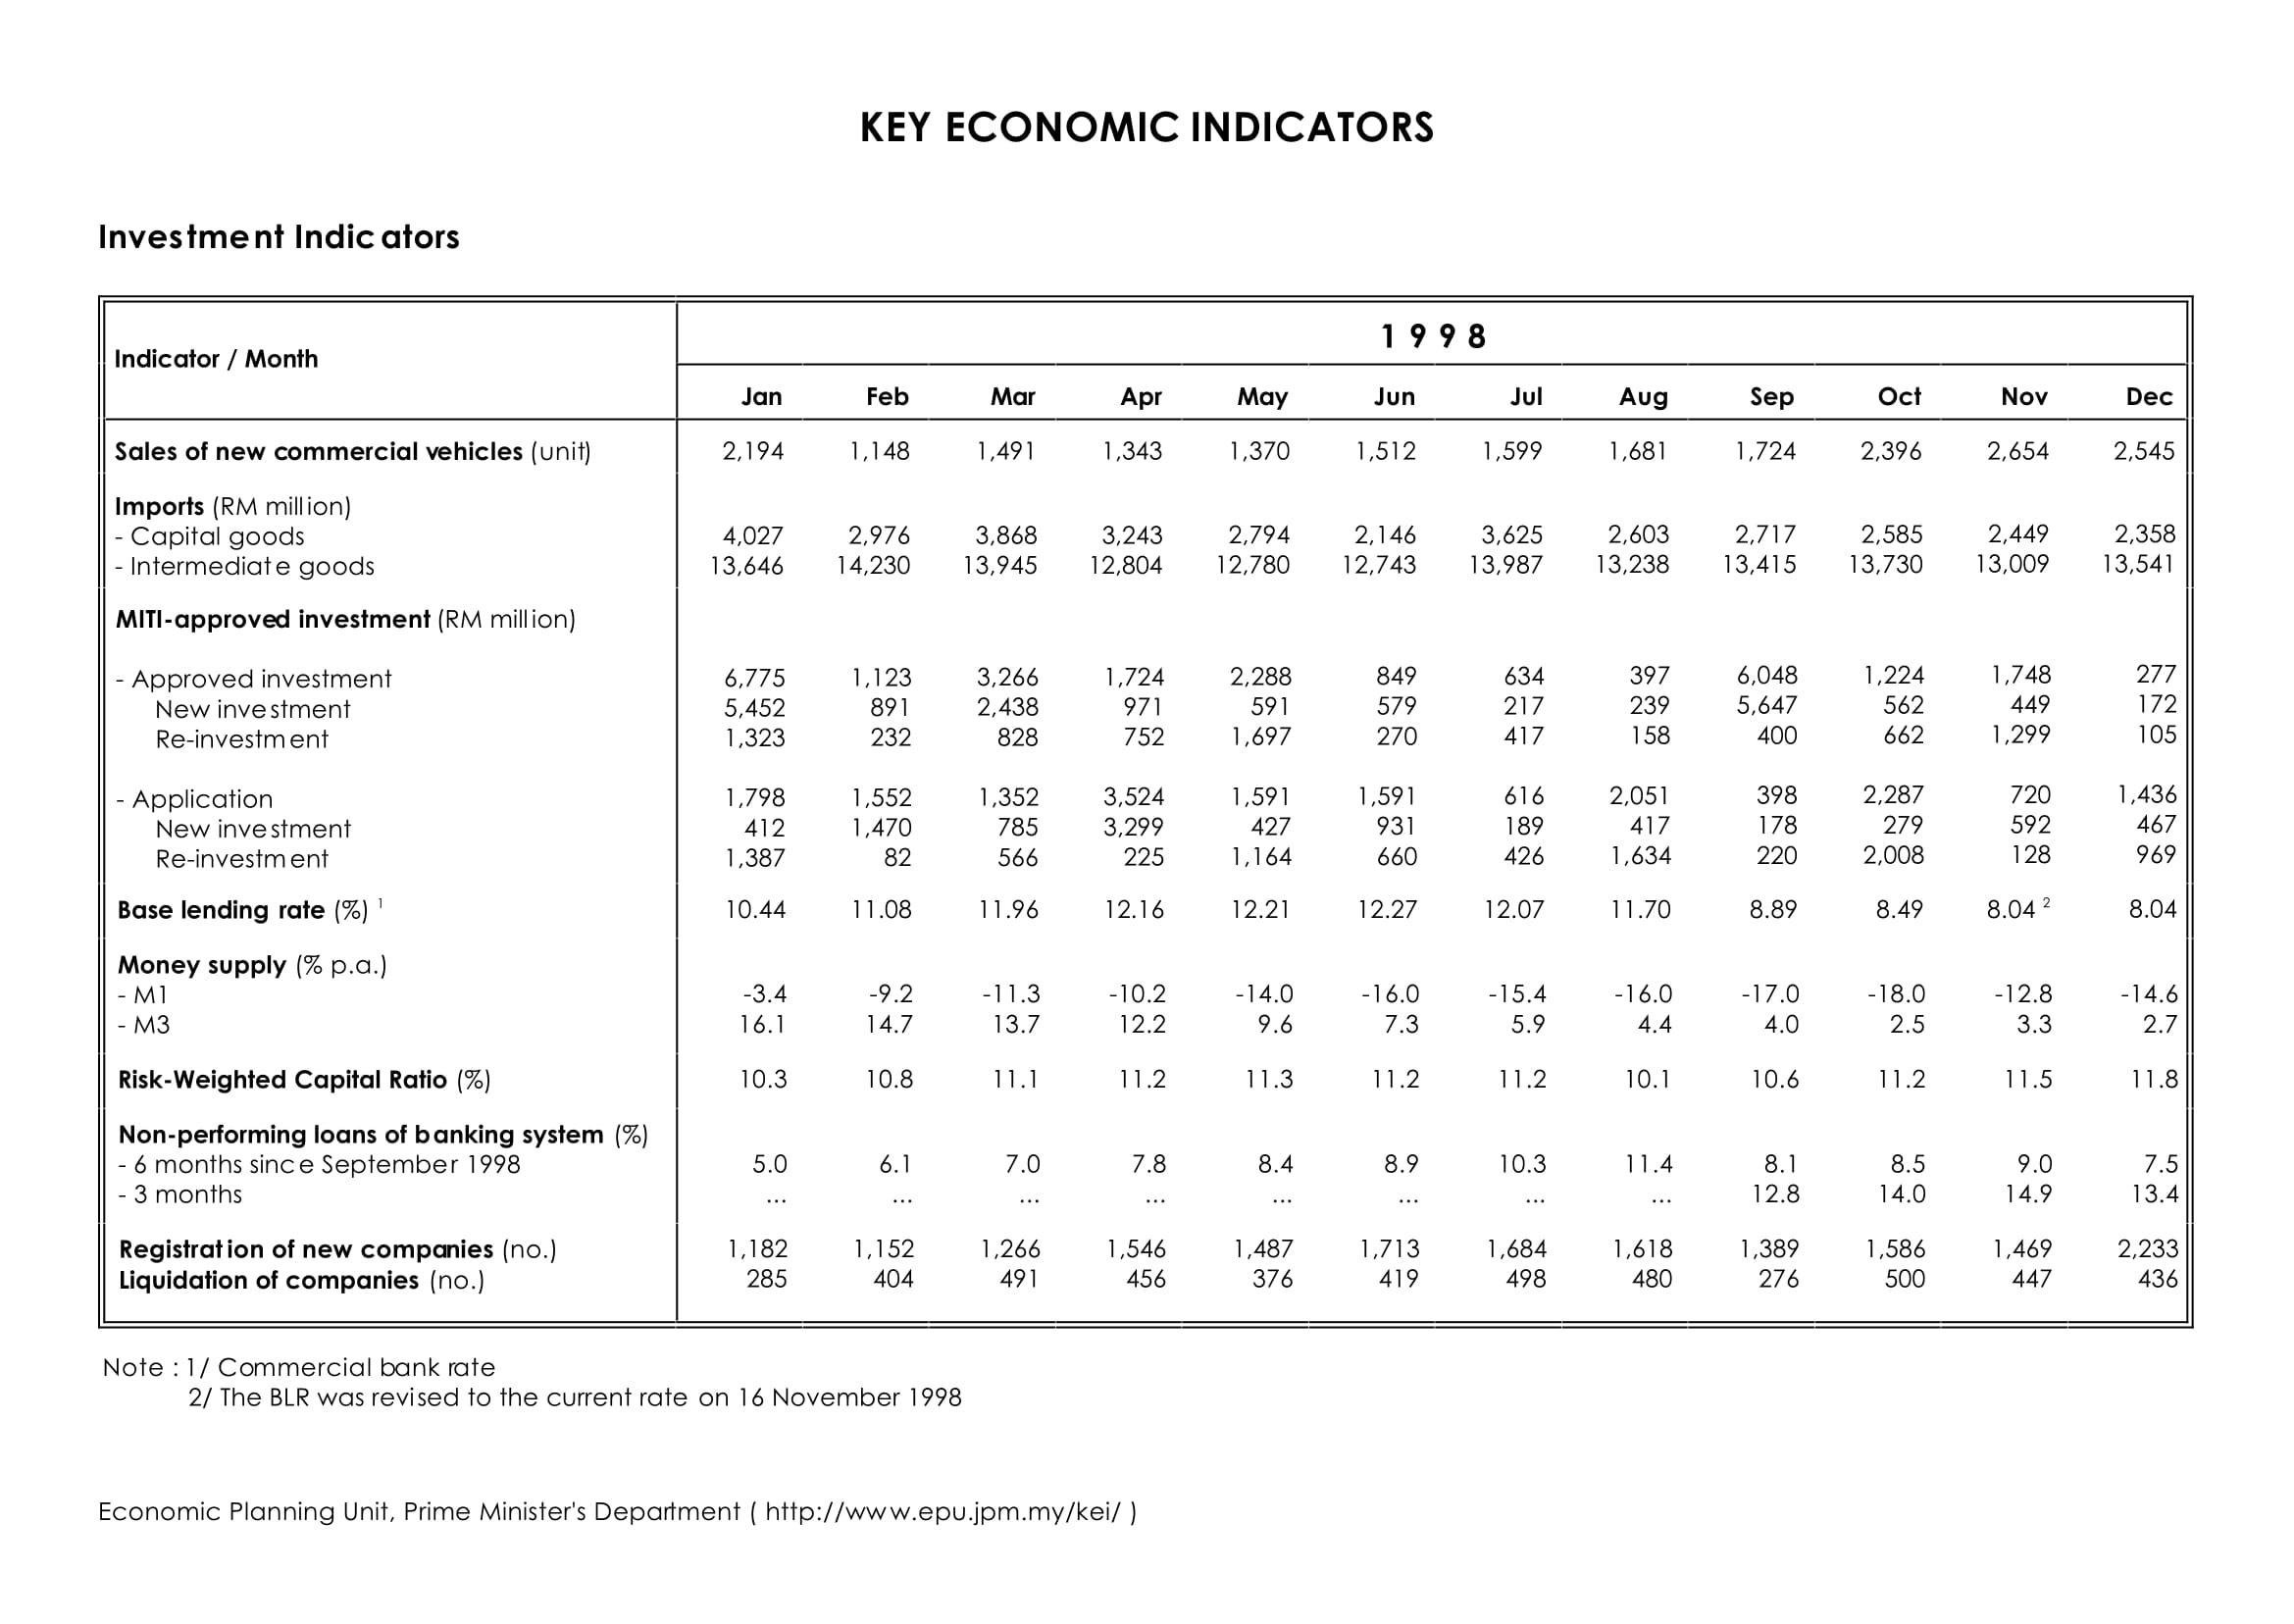 KEY ECONOMIC INDICATORS
Investment Indicators
Indicator / Month
1 9 9 8
Jan Feb Mar Apr May Jun Jul Aug Sep Oct Nov Dec
Sales of new commercial vehicles (unit) 2,194 1,148 1,491 1,343 1,370 1,512 1,599 1,681 1,724 2,396 2,654 2,545
Imports (RM million)
- Capital goods 4,027 2,976 3,868 3,243 2,794 2,146 3,625 2,603 2,717 2,585 2,449 2,358
- Intermediate goods 13,646 14,230 13,945 12,804 12,780 12,743 13,987 13,238 13,415 13,730 13,009 13,541
MITI-approved investment (RM million)
- Approved investment 6,775 1,123 3,266 1,724 2,288 849 634 397 6,048 1,224 1,748 277
New investment 5,452 891 2,438 971 591 579 217 239 5,647 562 449 172
Re-investment 1,323 232 828 752 1,697 270 417 158 400 662 1,299 105
- Application 1,798 1,552 1,352 3,524 1,591 1,591 616 2,051 398 2,287 720 1,436
New investment 412 1,470 785 3,299 427 931 189 417 178 279 592 467
Re-investment 1,387 82 566 225 1,164 660 426 1,634 220 2,008 128 969
Base lending rate (%) 1 10.44 11.08 11.96 12.16 12.21 12.27 12.07 11.70 8.89 8.49 8.04 2 8.04
Money supply (% p.a.)
- M1 -3.4 -9.2 -11.3 -10.2 -14.0 -16.0 -15.4 -16.0 -17.0 -18.0 -12.8 -14.6
- M3 16.1 14.7 13.7 12.2 9.6 7.3 5.9 4.4 4.0 2.5 3.3 2.7
Risk-Weighted Capital Ratio (%) 10.3 10.8 11.1 11.2 11.3 11.2 11.2 10.1 10.6 11.2 11.5 11.8
Non-performing loans of banking system (%)
- 6 months since September 1998 5.0 6.1 7.0 7.8 8.4 8.9 10.3 11.4 8.1 8.5 9.0 7.5
- 3 months ... ... ... ... ... ... ... ... 12.8 14.0 14.9 13.4
Registration of new companies (no.) 1,182 1,152 1,266 1,546 1,487 1,713 1,684 1,618 1,389 1,586 1,469 2,233
Liquidation of companies (no.) 285 404 491 456 376 419 498 480 276 500 447 436
Note : 1/ Commercial bank rate
2/ The BLR was revised to the current rate on 16 November 1998
Economic Planning Unit, Prime Minister's Department ( http://www.epu.jpm.my/kei/ )